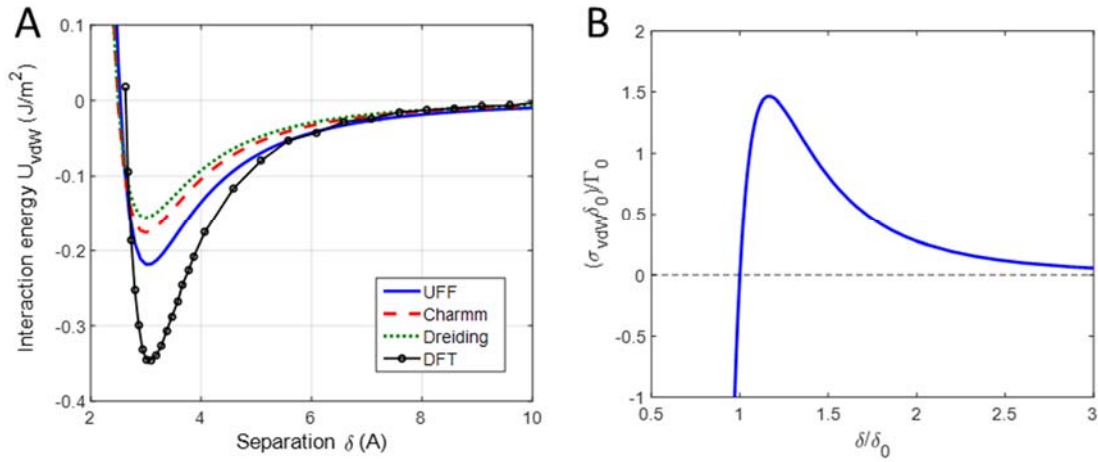 A
Interaction energy U_vdW (J/m²)
0.1
0
-0.1
-0.2
-0.3
-0.4
2
4
6
8
10
Separation δ (A)
UFF
Charmm
Dreiding
DFT
B
(σ_vdW δ_0)/Γ_0
2
1.5
1
0.5
0
-0.5
-1
0.5
1
1.5
2
2.5
3
δ/δ_0